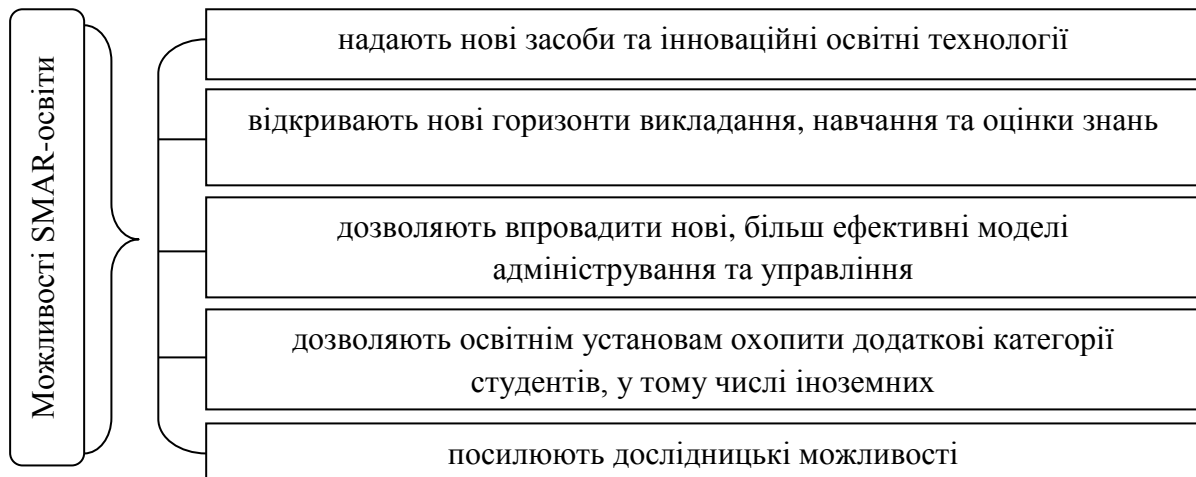 Можливості SMAR-освіти
надають нові засоби та інноваційні освітні технології
відкривають нові горизонти викладання, навчання та оцінки знань
дозволяють впровадити нові, більш ефективні моделі
адміністрування та управління
дозволяють освітнім установам охопити додаткові категорії
студентів, у тому числі іноземних
посилюють дослідницькі можливості